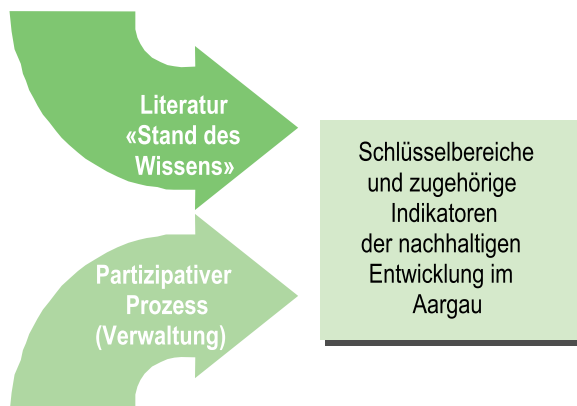 Literatur
«Stand des
Wissens»
Partizipativer
Prozess
(Verwaltung)
Schlüsselbereiche
und zugehörige
Indikatoren
der nachhaltigen
Entwicklung im
Aargau